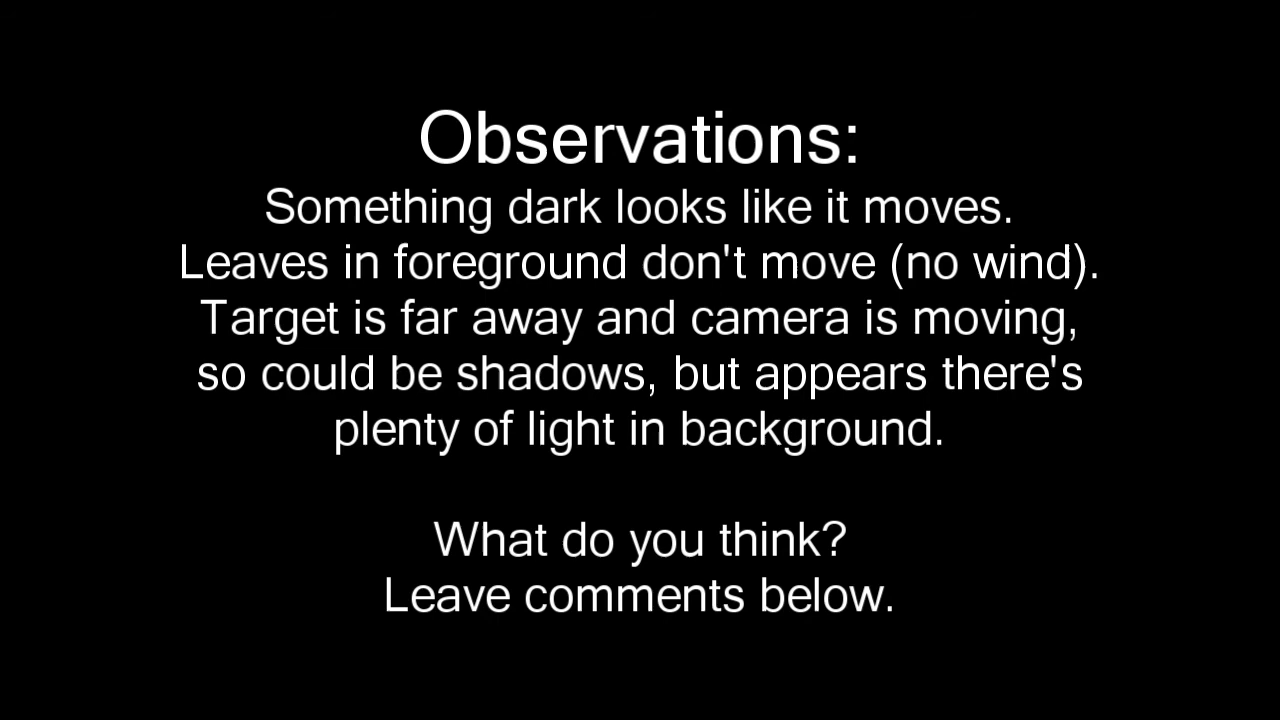 Observations:
Something dark looks like it moves.
Leaves in foreground don't move (no wind).
Target is far away and camera is moving,
so could be shadows, but appears there's
plenty of light in background.
What do you think?
Leave comments below.